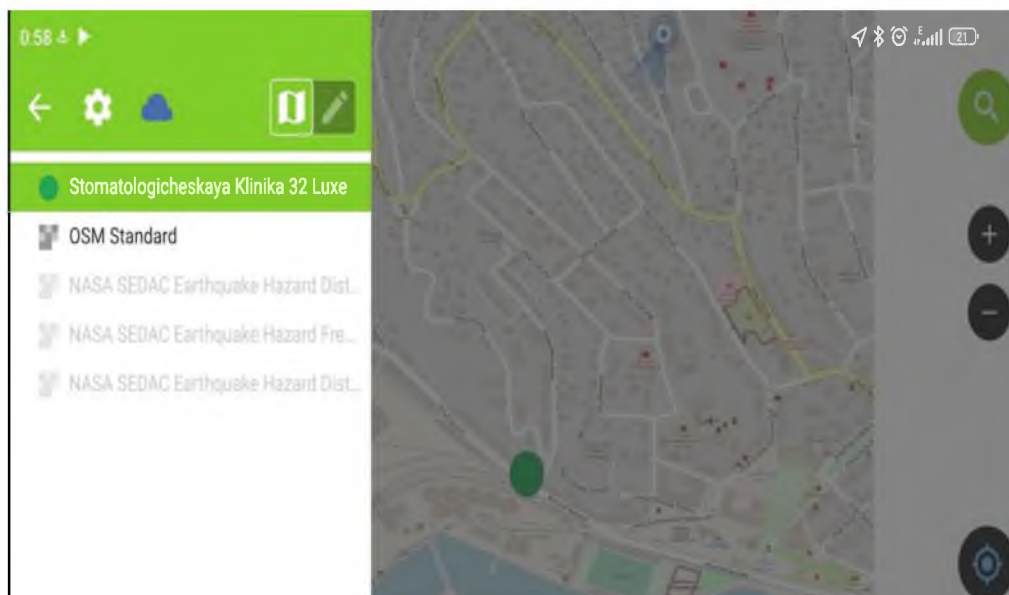 0:58
21
Stomatologicheskaya Klinika 32 Luxe
OSM Standard
NASA SEDAC Earthquake Hazard Dist...
NASA SEDAC Earthquake Hazard Fre...
NASA SEDAC Earthquake Hazard Dist...